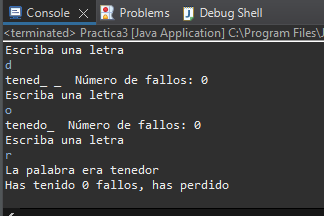 Console Problems Debug Shell
<terminated> Practica3 [Java Application] C:\Program Files\J
Escriba una letra
d
tened_ _ Número de fallos: 0
Escriba una letra
o
tenedo_ Número de fallos: 0
Escriba una letra
r
La palabra era tenedor
Has tenido 0 fallos, has perdido